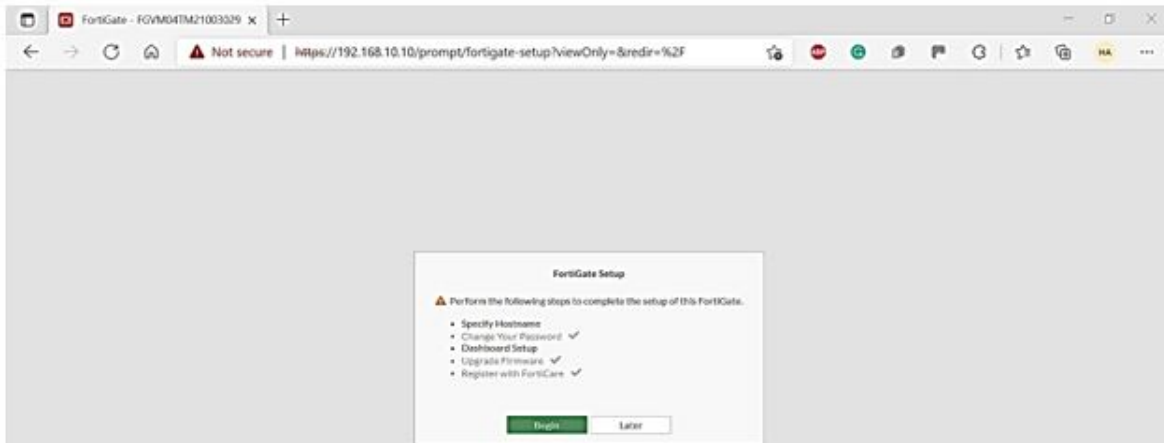 FortiGate - FGVM04TM21003029
Not secure | https://192.168.10.10/prompt/fortigate-setup?viewOnly=&redir=%2F
ABP
G
HA
FortiGate Setup
Perform the following steps to complete the setup of this FortiGate.
• Specify Hostname
• Change Your Password ✓
• Dashboard Setup
• Upgrade Firmware ✓
• Register with FortiCare ✓
Begin Later